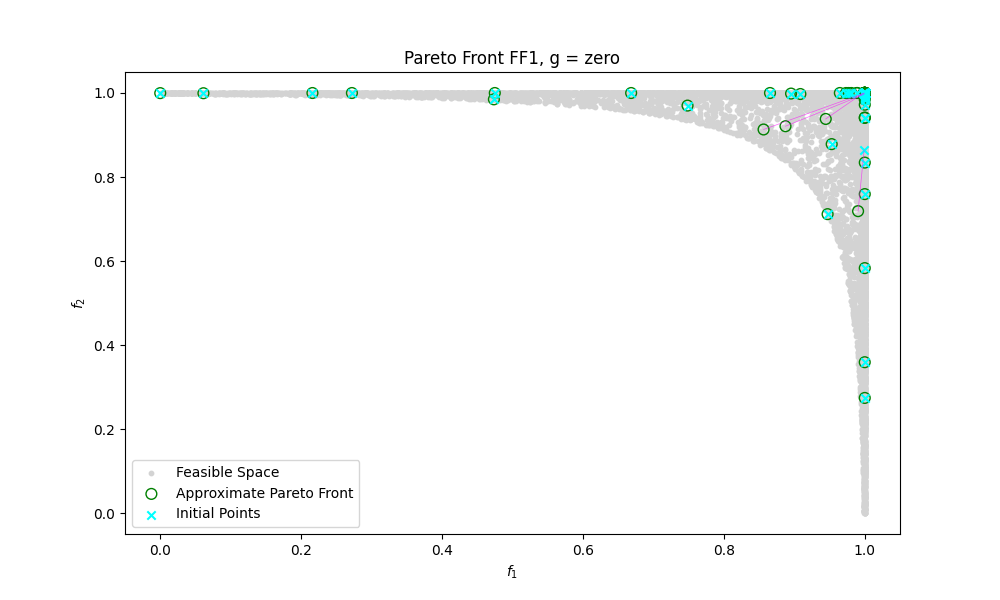 Pareto Front FF1, g = zero
1.0
0.8
0.6
0.4
0.2
0.0
f₂
0.0 0.2 0.4 0.6 0.8 1.0
f₁
Feasible Space
Approximate Pareto Front
Initial Points